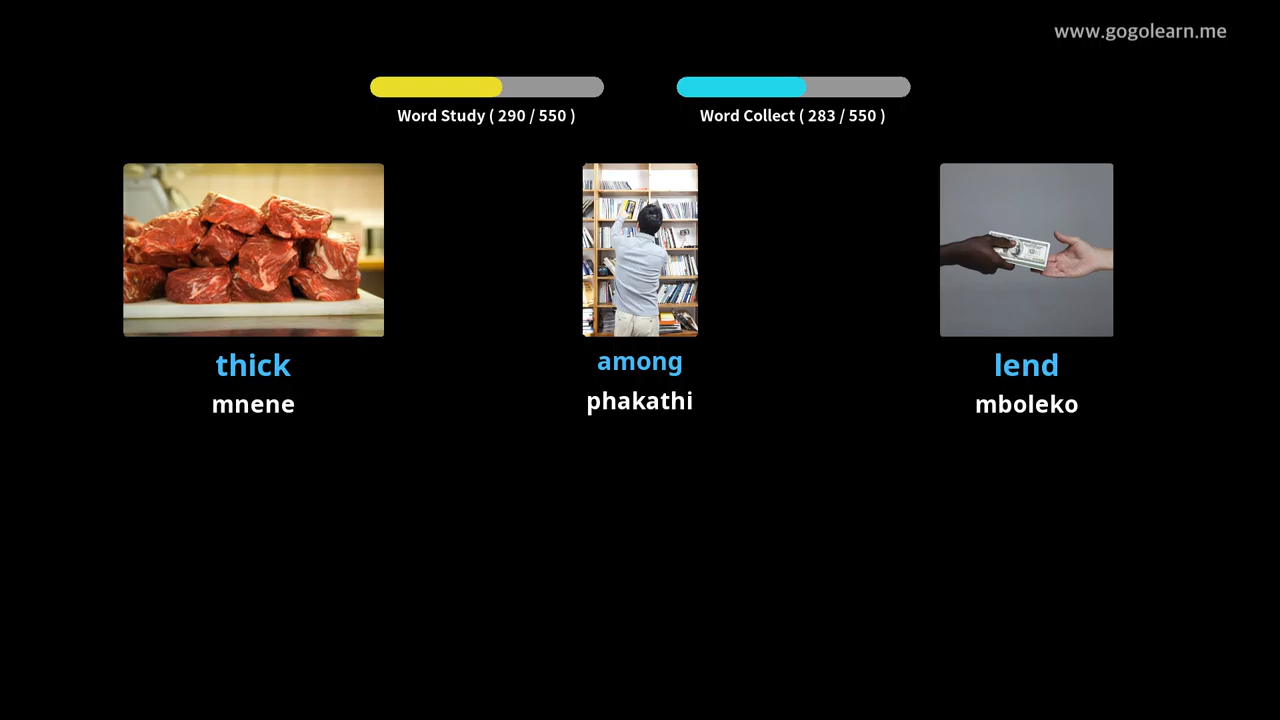 www.gogolearn.me
Word Study ( 290 / 550 )
Word Collect ( 283 / 550 )
thick
mnene
among
phakathi
lend
mboleko